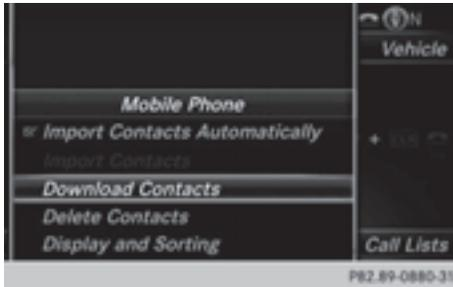 N
Vehicle
Mobile Phone
Import Contacts Automatically
Import Contacts
Download Contacts
Delete Contacts
Display and Sorting
Call Lists
P82.89-0880-31